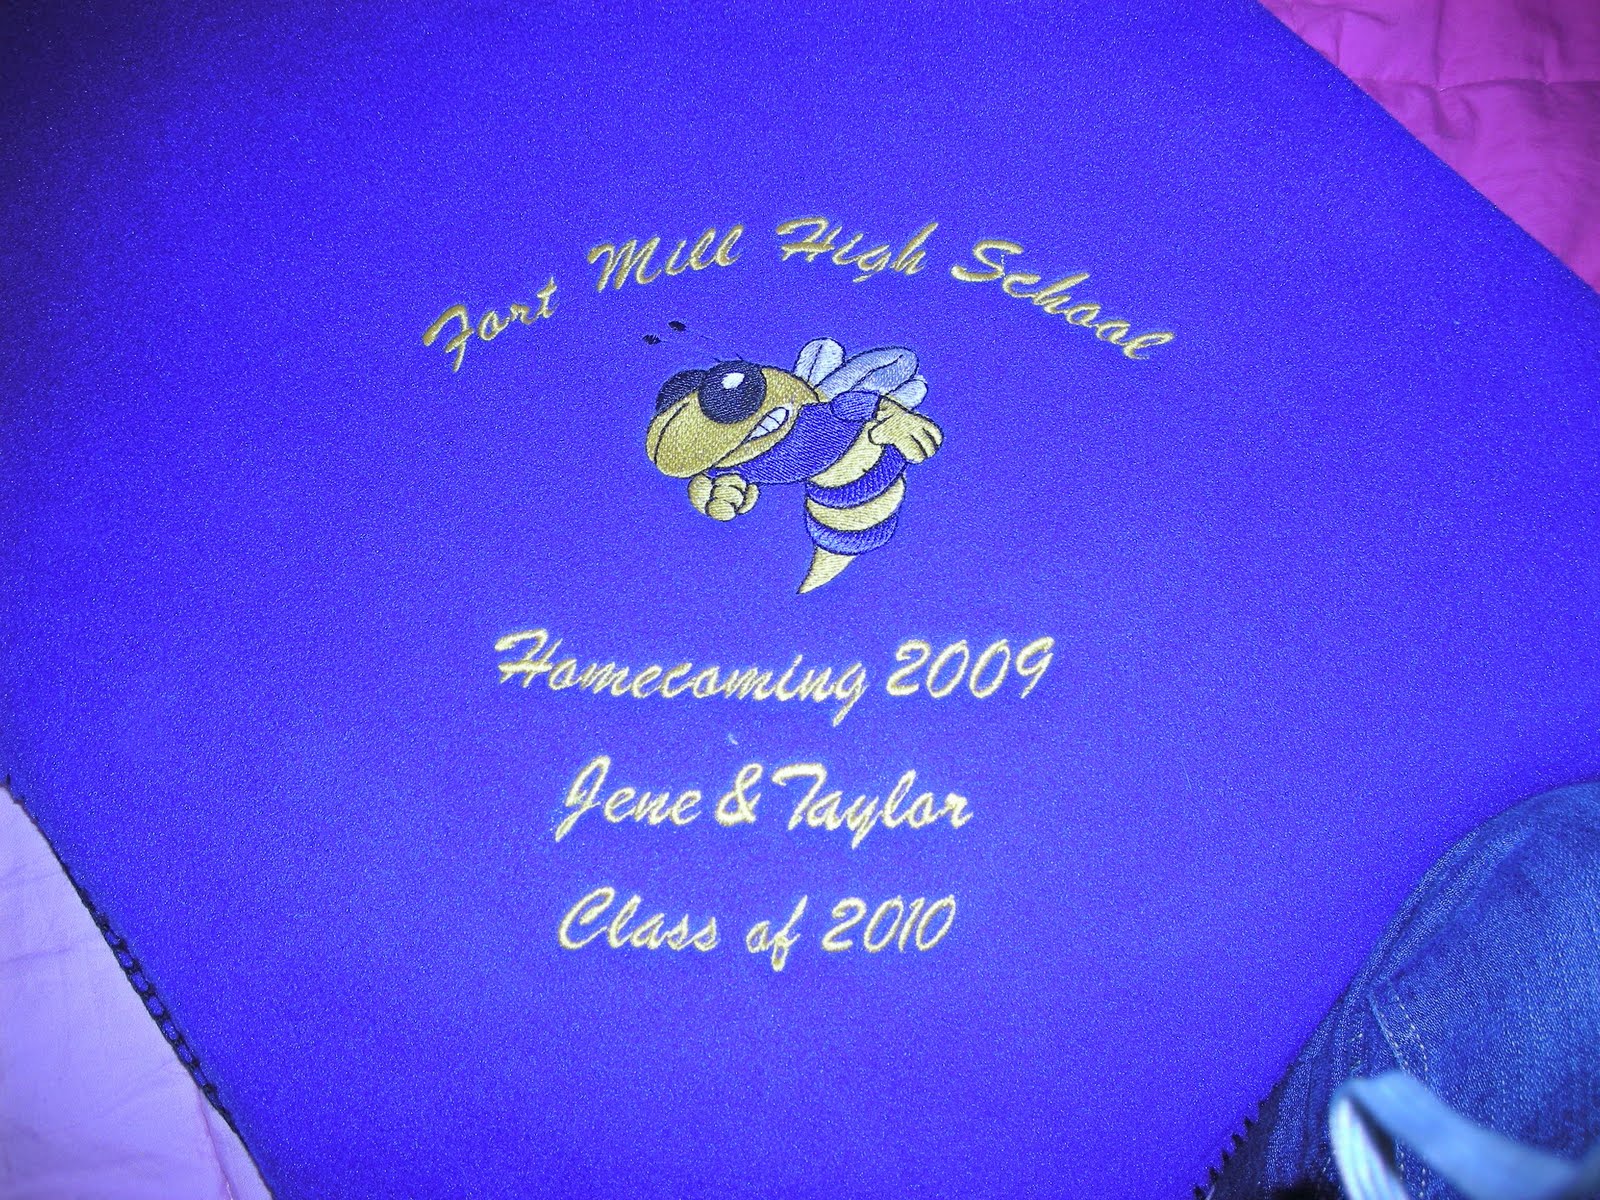 Fort Mill High School
Homecoming 2009
Jene & Taylor
Class of 2010